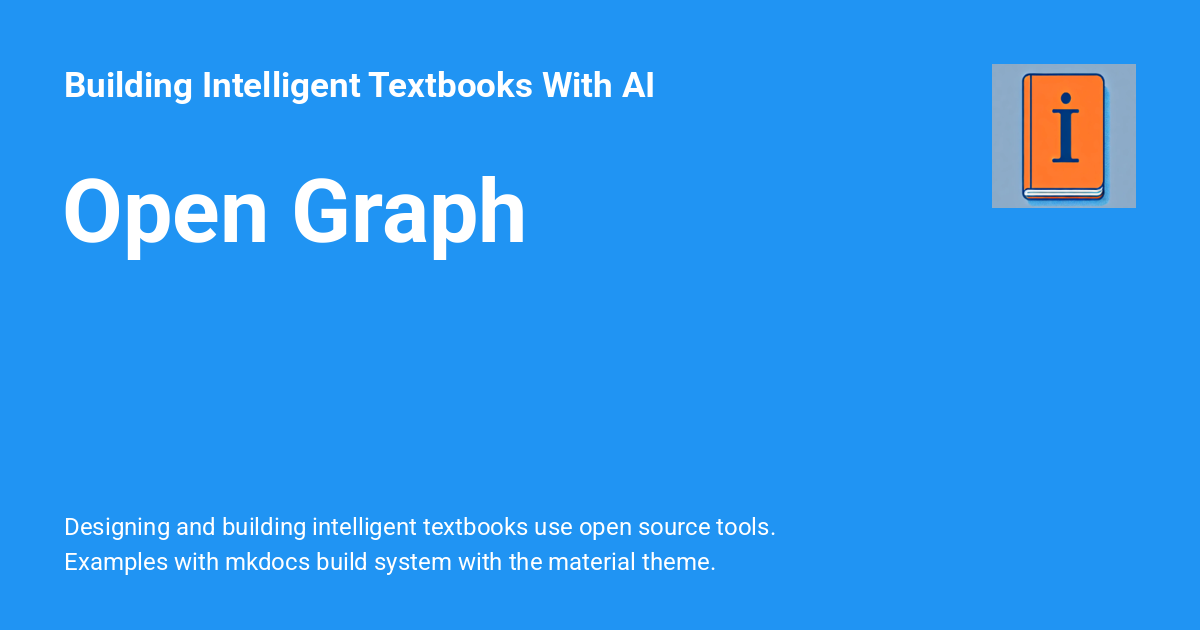 Building Intelligent Textbooks With AI
i
Open Graph
Designing and building intelligent textbooks use open source tools.
Examples with mkdocs build system with the material theme.